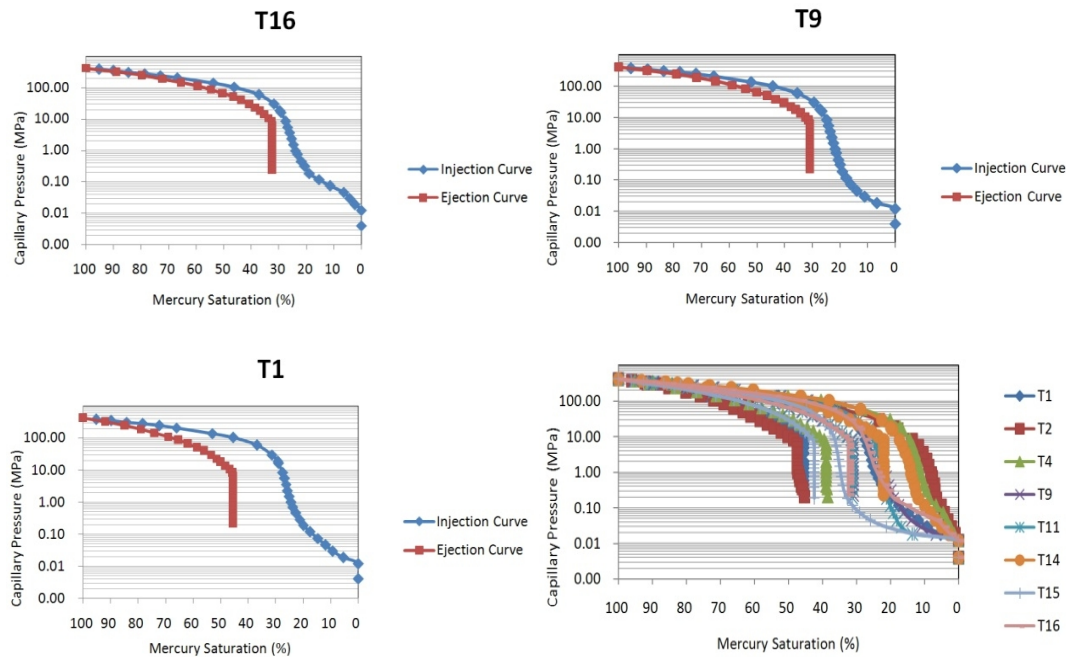 T16
Capillary Pressure (MPa)
100.00
10.00
1.00
0.10
0.01
0.00
100 90 80 70 60 50 40 30 20 10 0
Mercury Saturation (%)
Injection Curve
Ejection Curve
T9
Capillary Pressure (MPa)
100.00
10.00
1.00
0.10
0.01
0.00
100 90 80 70 60 50 40 30 20 10 0
Mercury Saturation (%)
Injection Curve
Ejection Curve
T1
Capillary Pressure (MPa)
100.00
10.00
1.00
0.10
0.01
0.00
100 90 80 70 60 50 40 30 20 10 0
Mercury Saturation (%)
Injection Curve
Ejection Curve
Capillary Pressure (MPa)
100.00
10.00
1.00
0.10
0.01
0.00
100 90 80 70 60 50 40 30 20 10 0
Mercury Saturation (%)
T1
T2
T4
T9
T11
T14
T15
T16